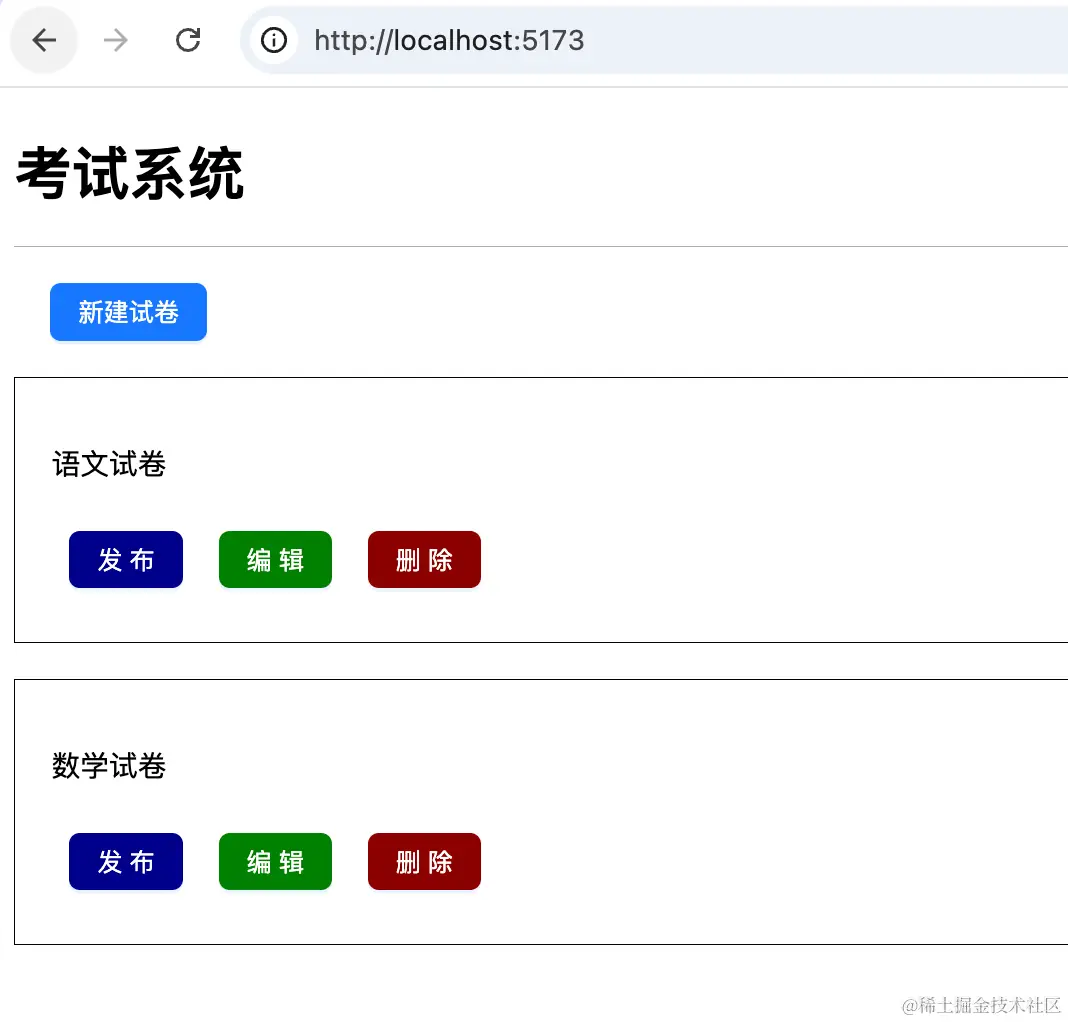 http://localhost:5173
考试系统
新建试卷
语文试卷
发 布 编 辑 删 除
数学试卷
发 布 编 辑 删 除
@稀土掘金技术社区